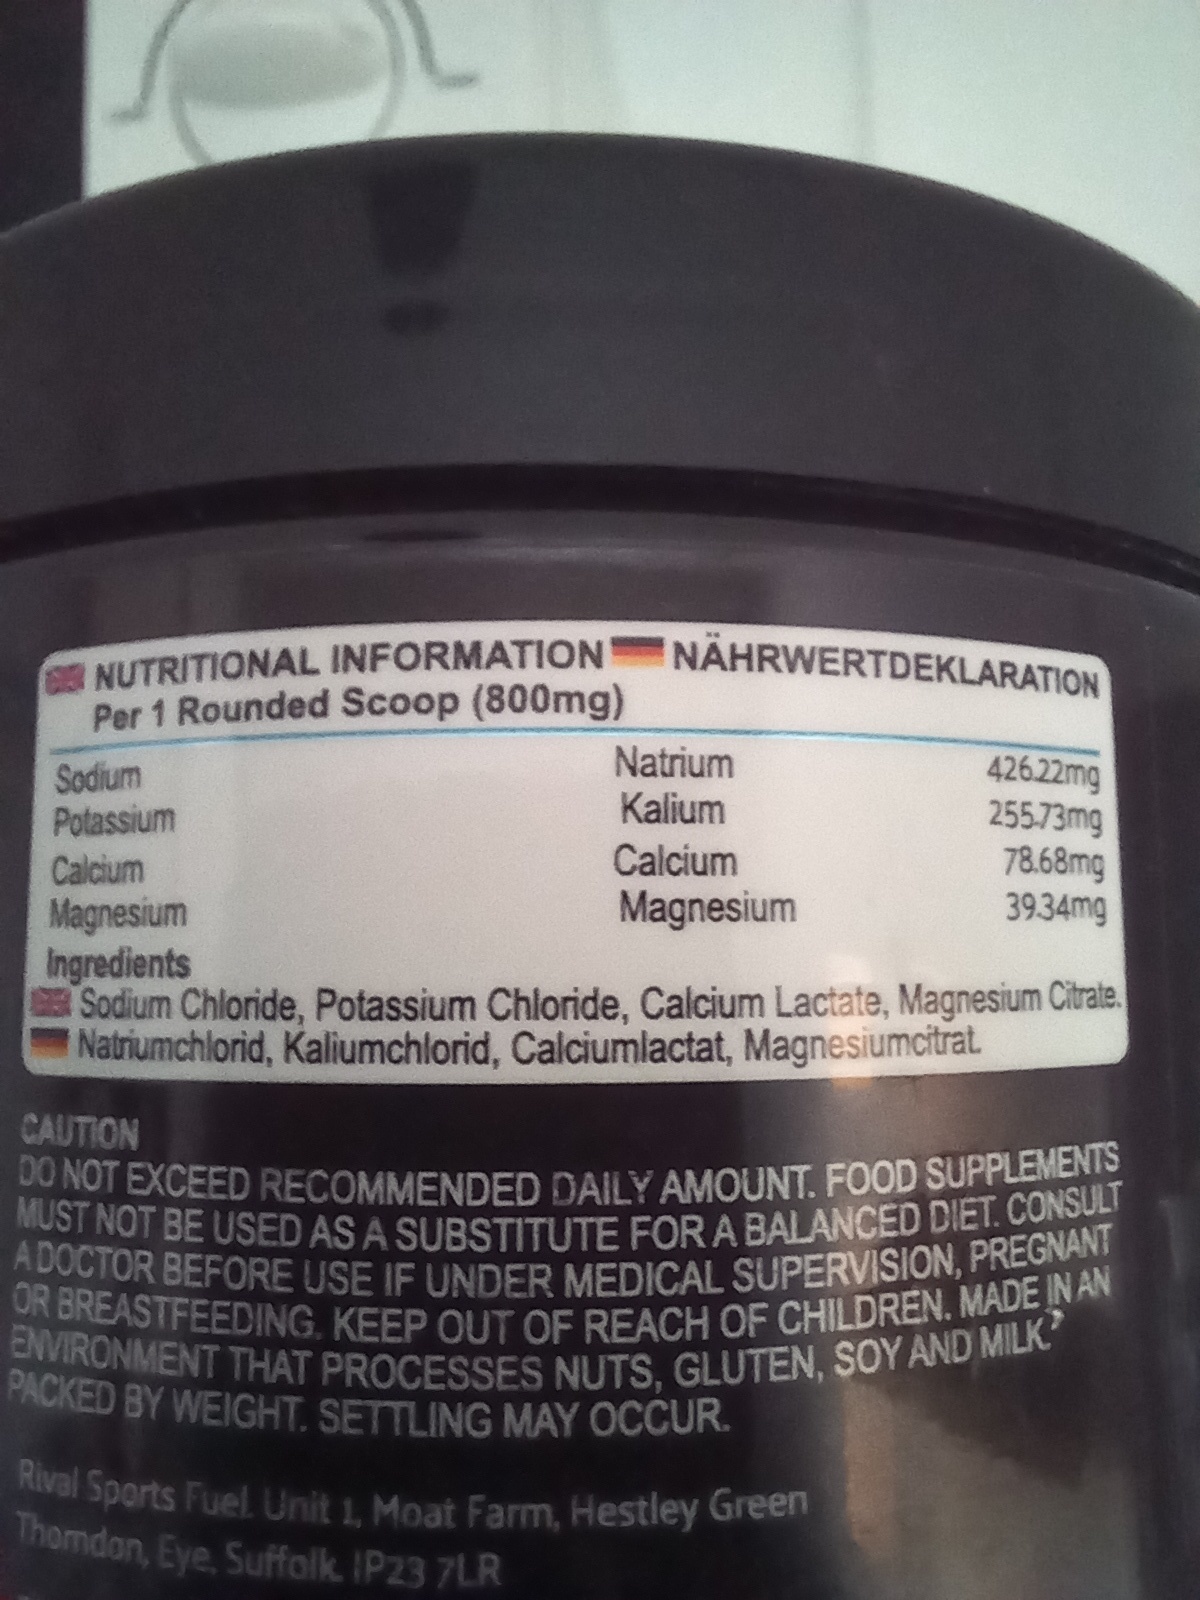 NUTRITIONAL INFORMATION NÄHRWERTDEKLARATION
Per 1 Rounded Scoop (800mg)
Sodium Natrium 426.22mg
Potassium Kalium 255.73mg
Calcium Calcium 78.68mg
Magnesium Magnesium 39.34mg
Ingredients
Sodium Chloride, Potassium Chloride, Calcium Lactate, Magnesium Citrate.
Natriumchlorid, Kaliumchlorid, Calciumlactat, Magnesiumcitrat.
CAUTION
DO NOT EXCEED RECOMMENDED DAILY AMOUNT. FOOD SUPPLEMENTS
MUST NOT BE USED AS A SUBSTITUTE FOR A BALANCED DIET. CONSULT
A DOCTOR BEFORE USE IF UNDER MEDICAL SUPERVISION, PREGNANT
OR BREASTFEEDING. KEEP OUT OF REACH OF CHILDREN. MADE IN AN
ENVIRONMENT THAT PROCESSES NUTS, GLUTEN, SOY AND MILK.
PACKED BY WEIGHT. SETTLING MAY OCCUR.
Rival Sports Fuel. Unit 1, Moat Farm, Hestley Green
Thorndon, Eye, Suffolk. IP23 7LR